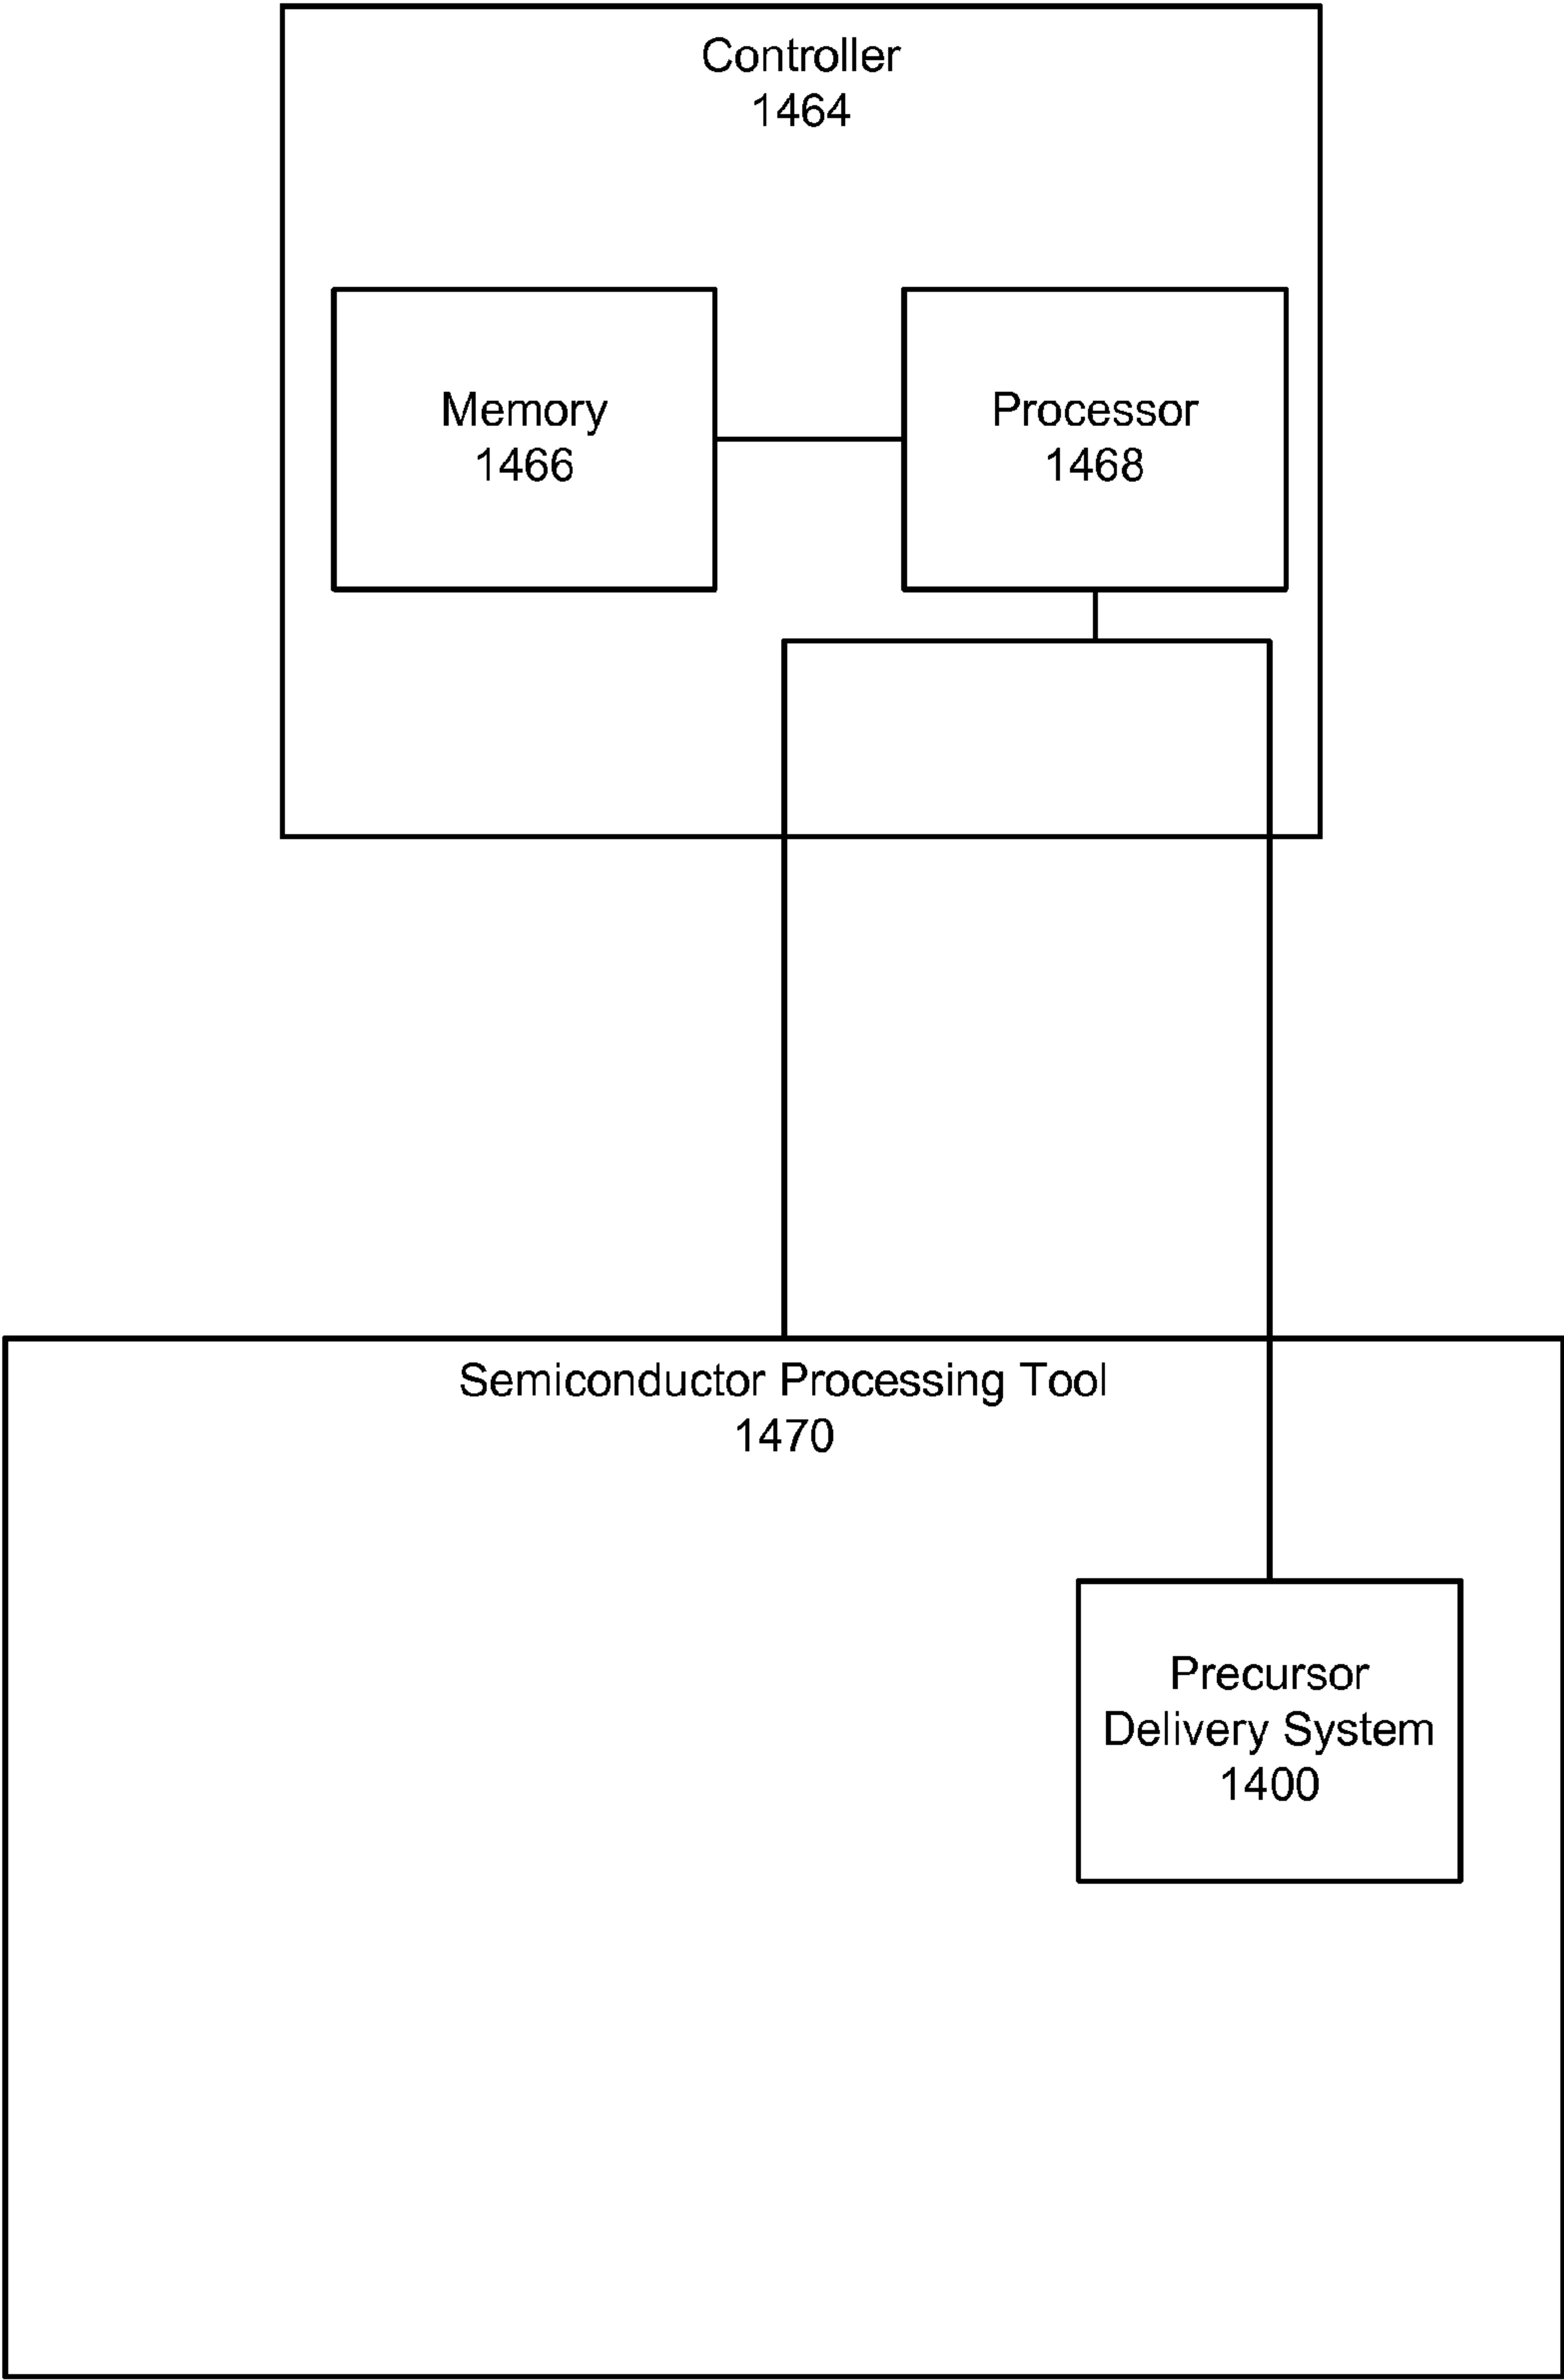 Controller
1464
Memory
1466
Processor
1468
Semiconductor Processing Tool
1470
Precursor
Delivery System
1400